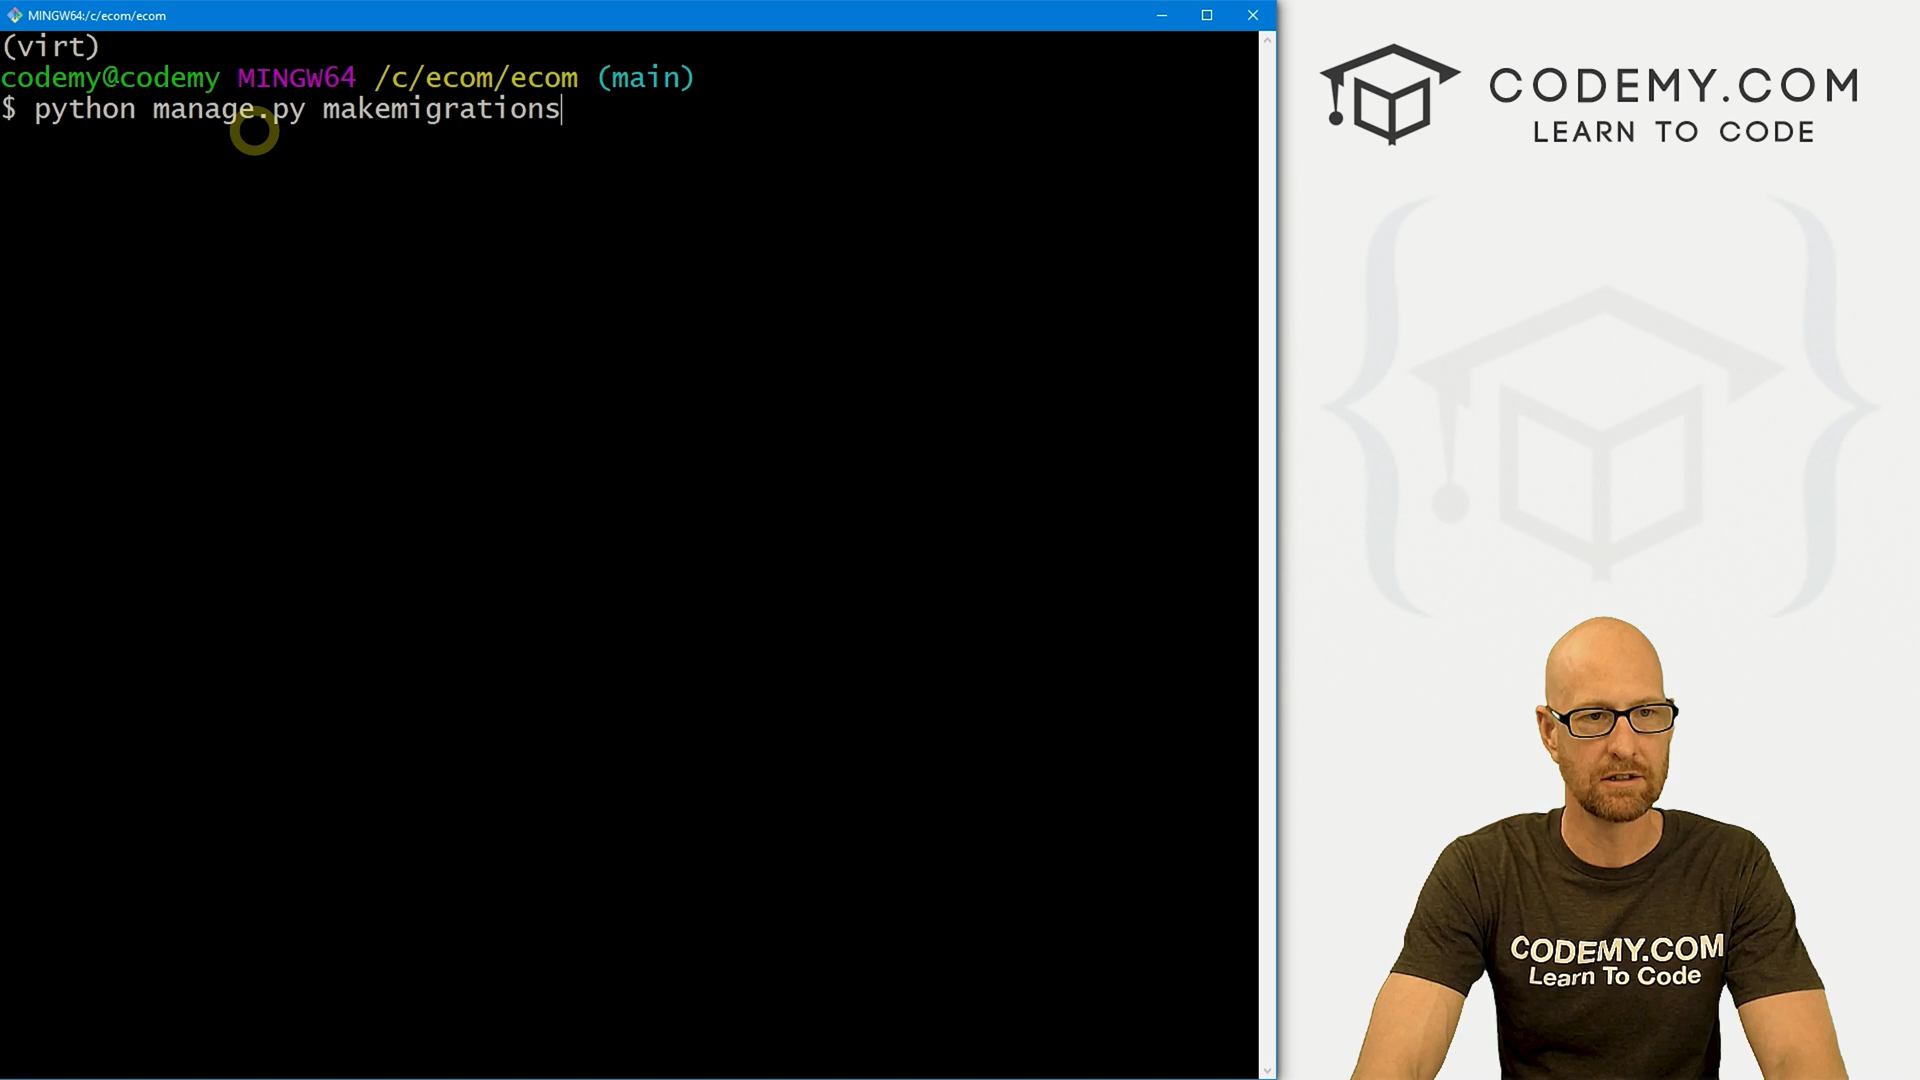 MINGW64:/c/ecom/ecom
(virt)
codemy@codemy MINGW64 /c/ecom/ecom (main)
$ python manage.py makemigrations
CODEMY.COM
LEARN TO CODE
CODEMY.COM
Learn To Code